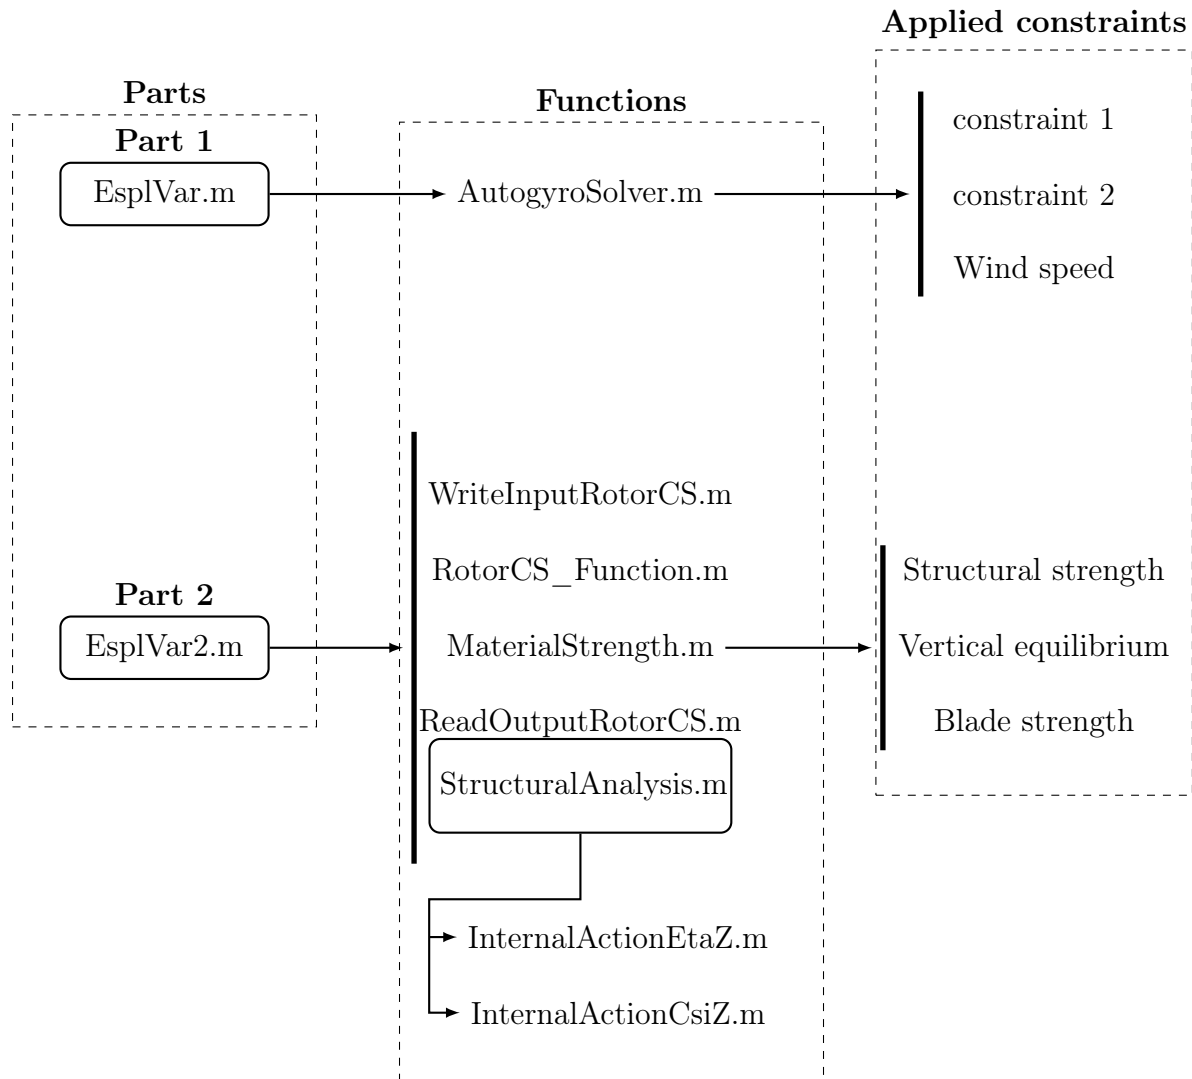 Applied constraints
Parts
Functions
Part 1
EsplVar.m
AutogyroSolver.m
constraint 1
constraint 2
Wind speed
WriteInputRotorCS.m
RotorCS_Function.m
Structural strength
Part 2
EsplVar2.m
MaterialStrength.m
Vertical equilibrium
ReadOutputRotorCS.m
Blade strength
StructuralAnalysis.m
InternalActionEtaZ.m
InternalActionCsiZ.m